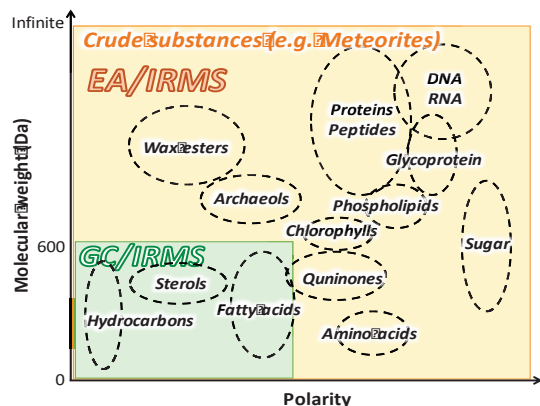 Infinite
Crude substances (e.g. Meteorites)
EA/IRMS
DNA
RNA
Proteins
Peptides
Wax esters
Glycoprotein
Archaeols
Phospholipids
Chlorophylls
600
GC/IRMS
Sugar
Sterols
Quninones
Fatty acids
Hydrocarbons
Amino acids
0
Polarity
Molecular weight (Da)